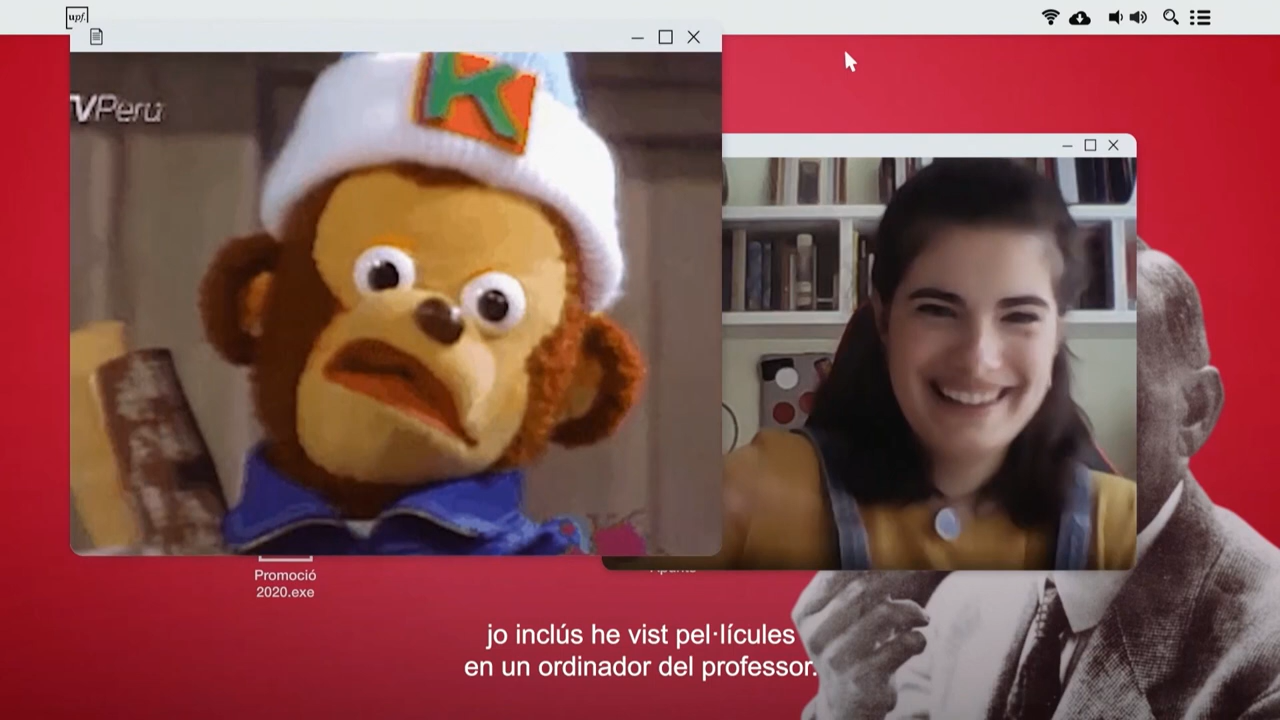 upf.
TVPerú
K
Promoció
2020.exe
jo inclús he vist pel·lícules
en un ordinador del professor.